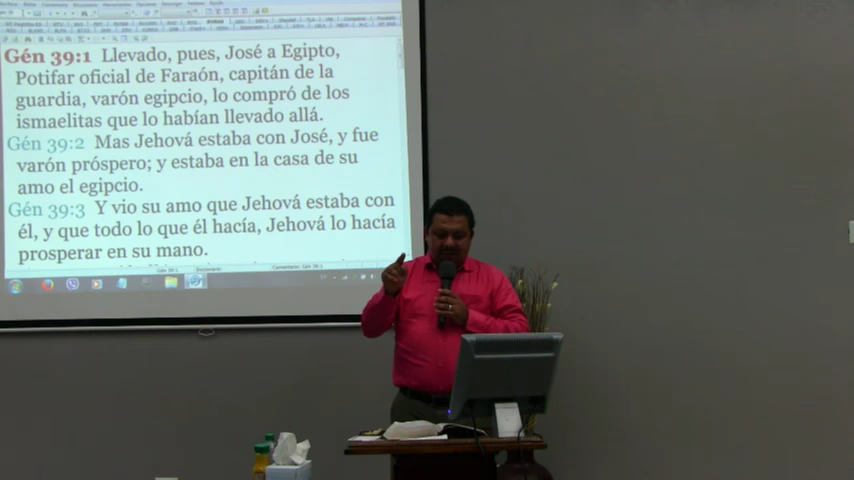 Gén 39:1 Llevado, pues, José a Egipto,
Potifar oficial de Faraón, capitán de la
guardia, varón egipcio, lo compró de los
ismaelitas que lo habían llevado allá.
Gén 39:2 Mas Jehová estaba con José, y fue
varón próspero; y estaba en la casa de su
amo el egipcio.
Gén 39:3 Y vio su amo que Jehová estaba con
él, y que todo lo que él hacía, Jehová lo hacía
prosperar en su mano.
Gén 39:1